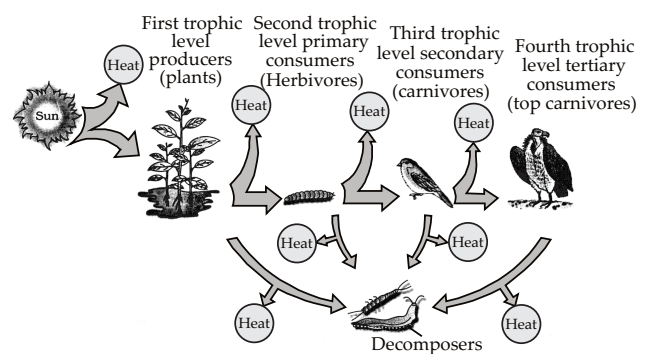 First trophic
level
producers
(plants)
Second trophic
level primary
consumers
(Herbivores)
Third trophic
level secondary
consumers
(carnivores)
Fourth trophic
level tertiary
consumers
(top carnivores)
Heat
Sun
Heat
Heat
Heat
Heat
Heat
Heat
Heat
Decomposers